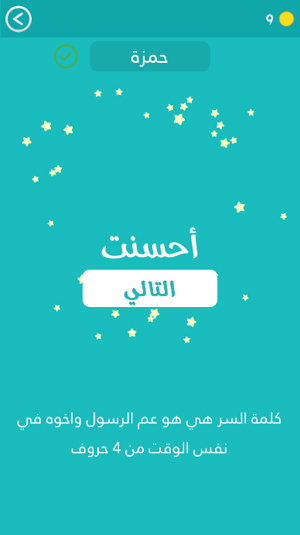 ٩
حمزة
أحسنت
التالي
كلمة السر هي هو عم الرسول واخوه في
نفس الوقت من 4 حروف